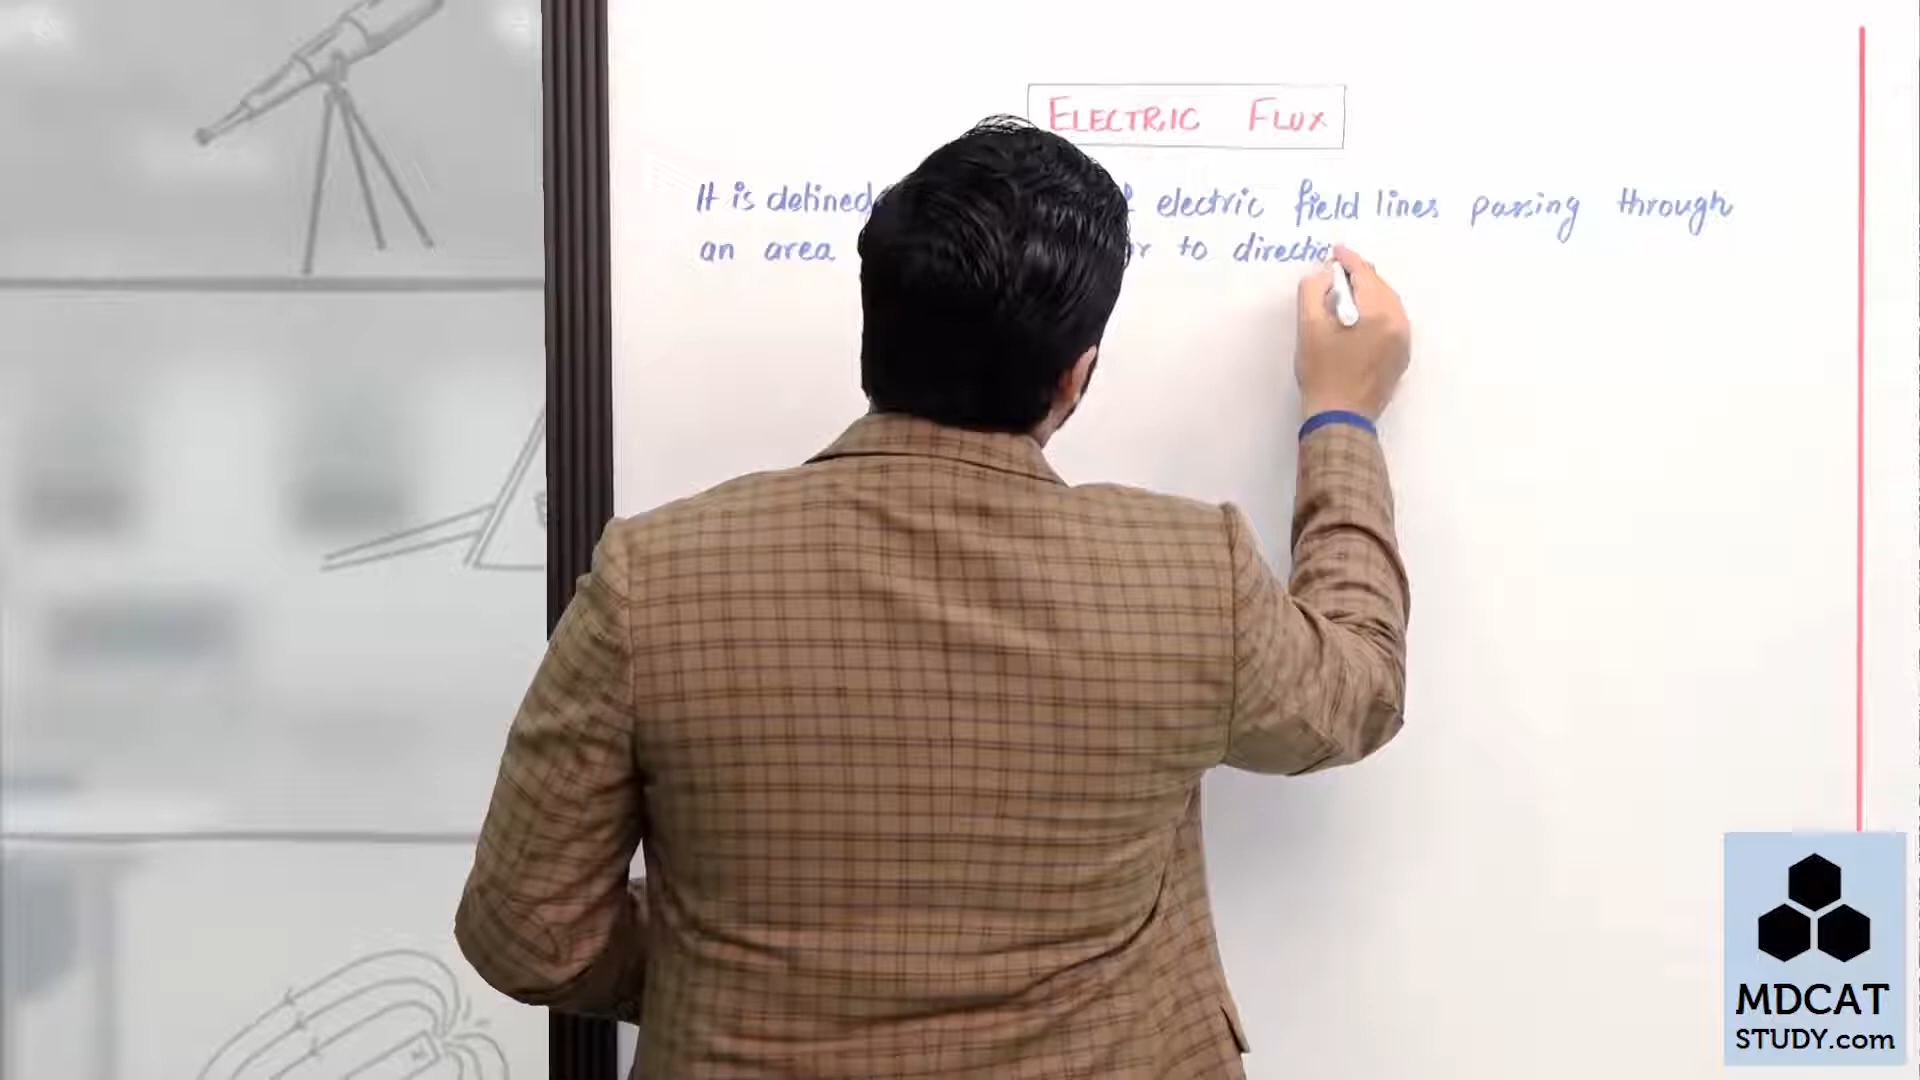 ELECTRIC FLUX
It is defined electric field lines passing through
an area to directio
MDCAT
STUDY.com